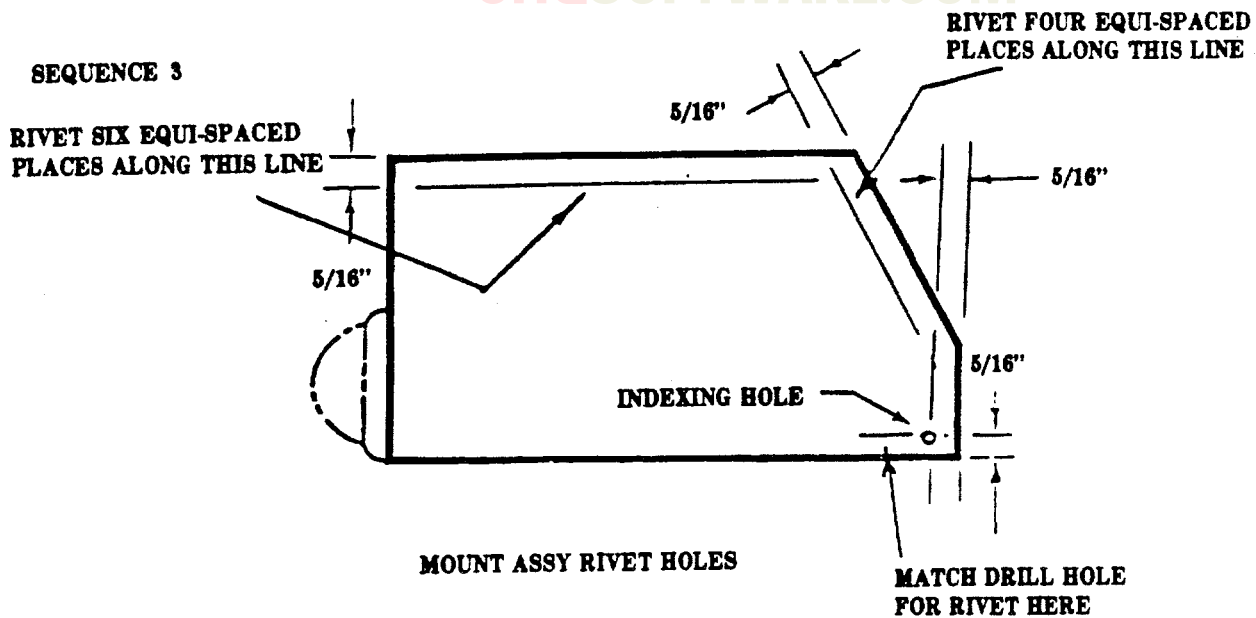 RIVET FOUR EQUI-SPACED
PLACES ALONG THIS LINE
SEQUENCE 3
5/16"
RIVET SIX EQUI-SPACED
PLACES ALONG THIS LINE
5/16"
5/16"
5/16"
INDEXING HOLE
MOUNT ASSY RIVET HOLES
MATCH DRILL HOLE
FOR RIVET HERE